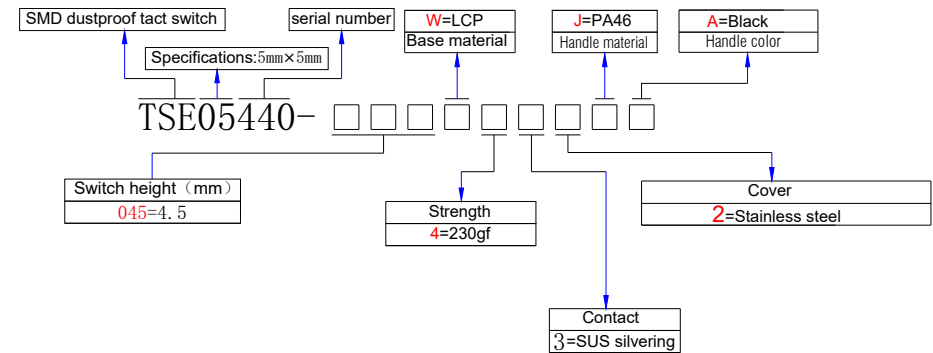 SMD dustproof tact switch
serial number
W=LCP
Base material
J=PA46
Handle material
A=Black
Handle color
Specifications:5mm×5mm
TSE05440-□□□□□□□□□
Switch height（mm）
045=4.5
Strength
4=230gf
Cover
2=Stainless steel
Contact
3=SUS silvering